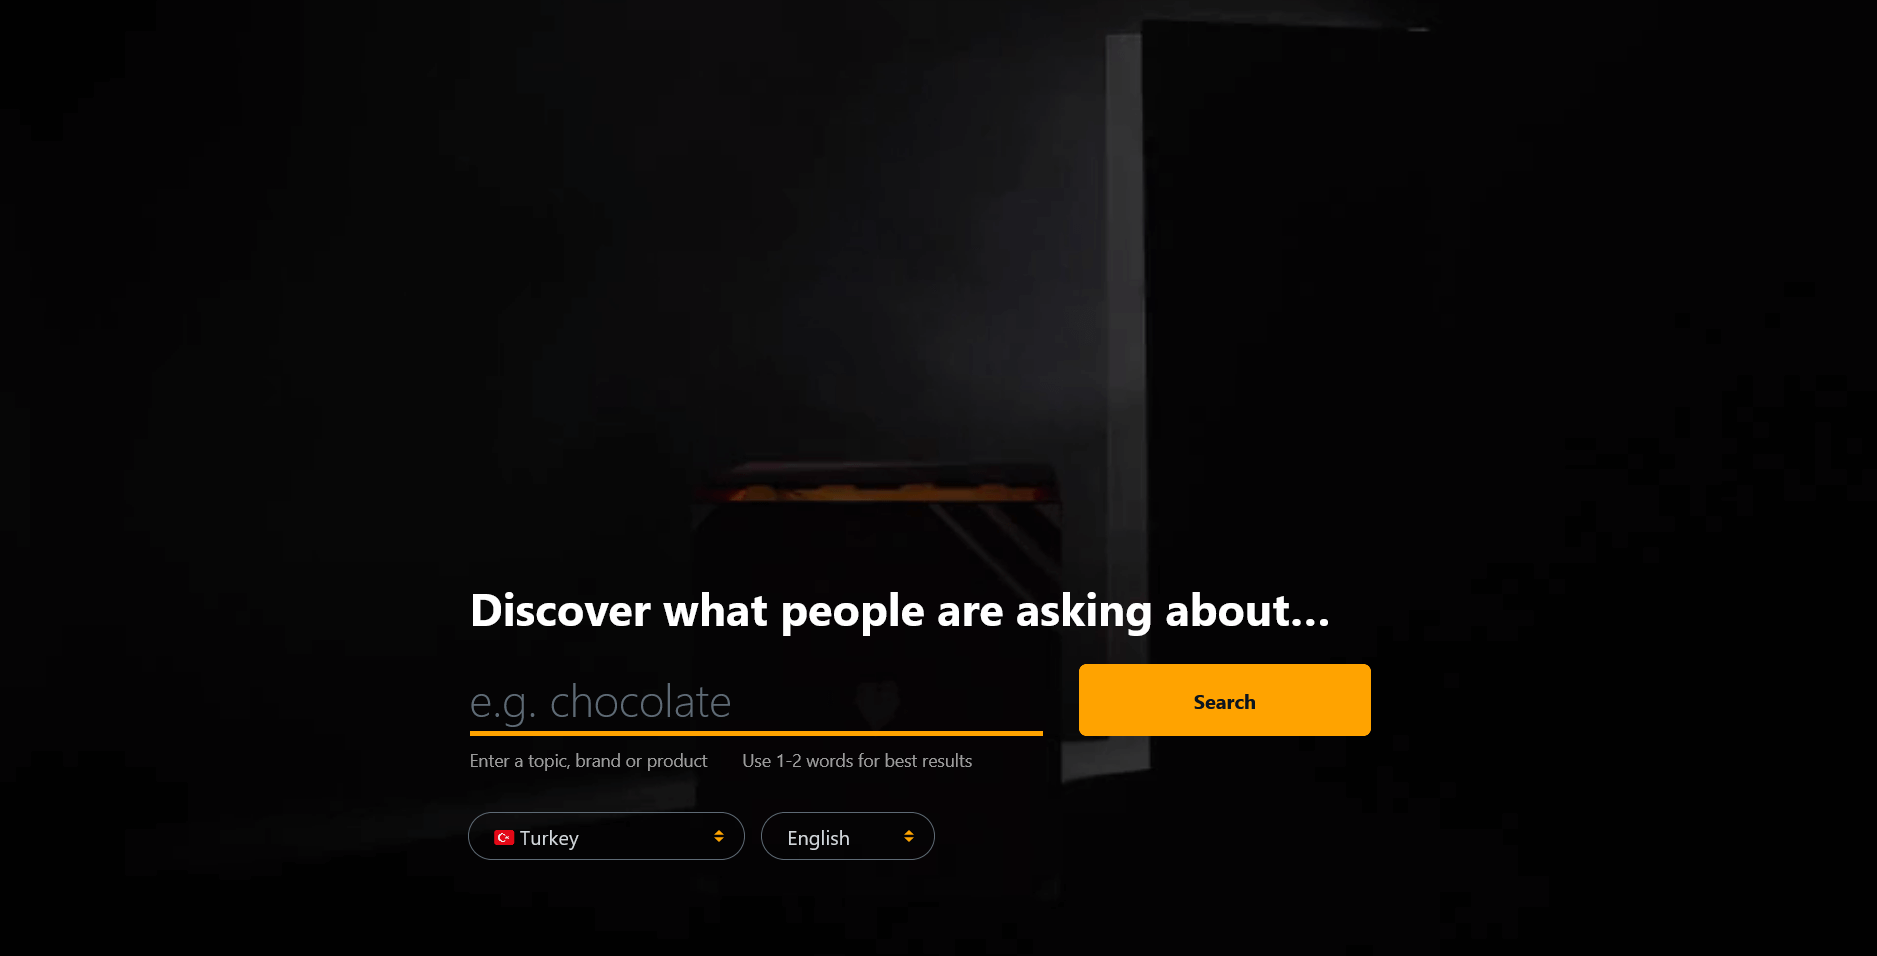 Discover what people are asking about...
e.g. chocolate
Search
Enter a topic, brand or product
Use 1-2 words for best results
Turkey
English